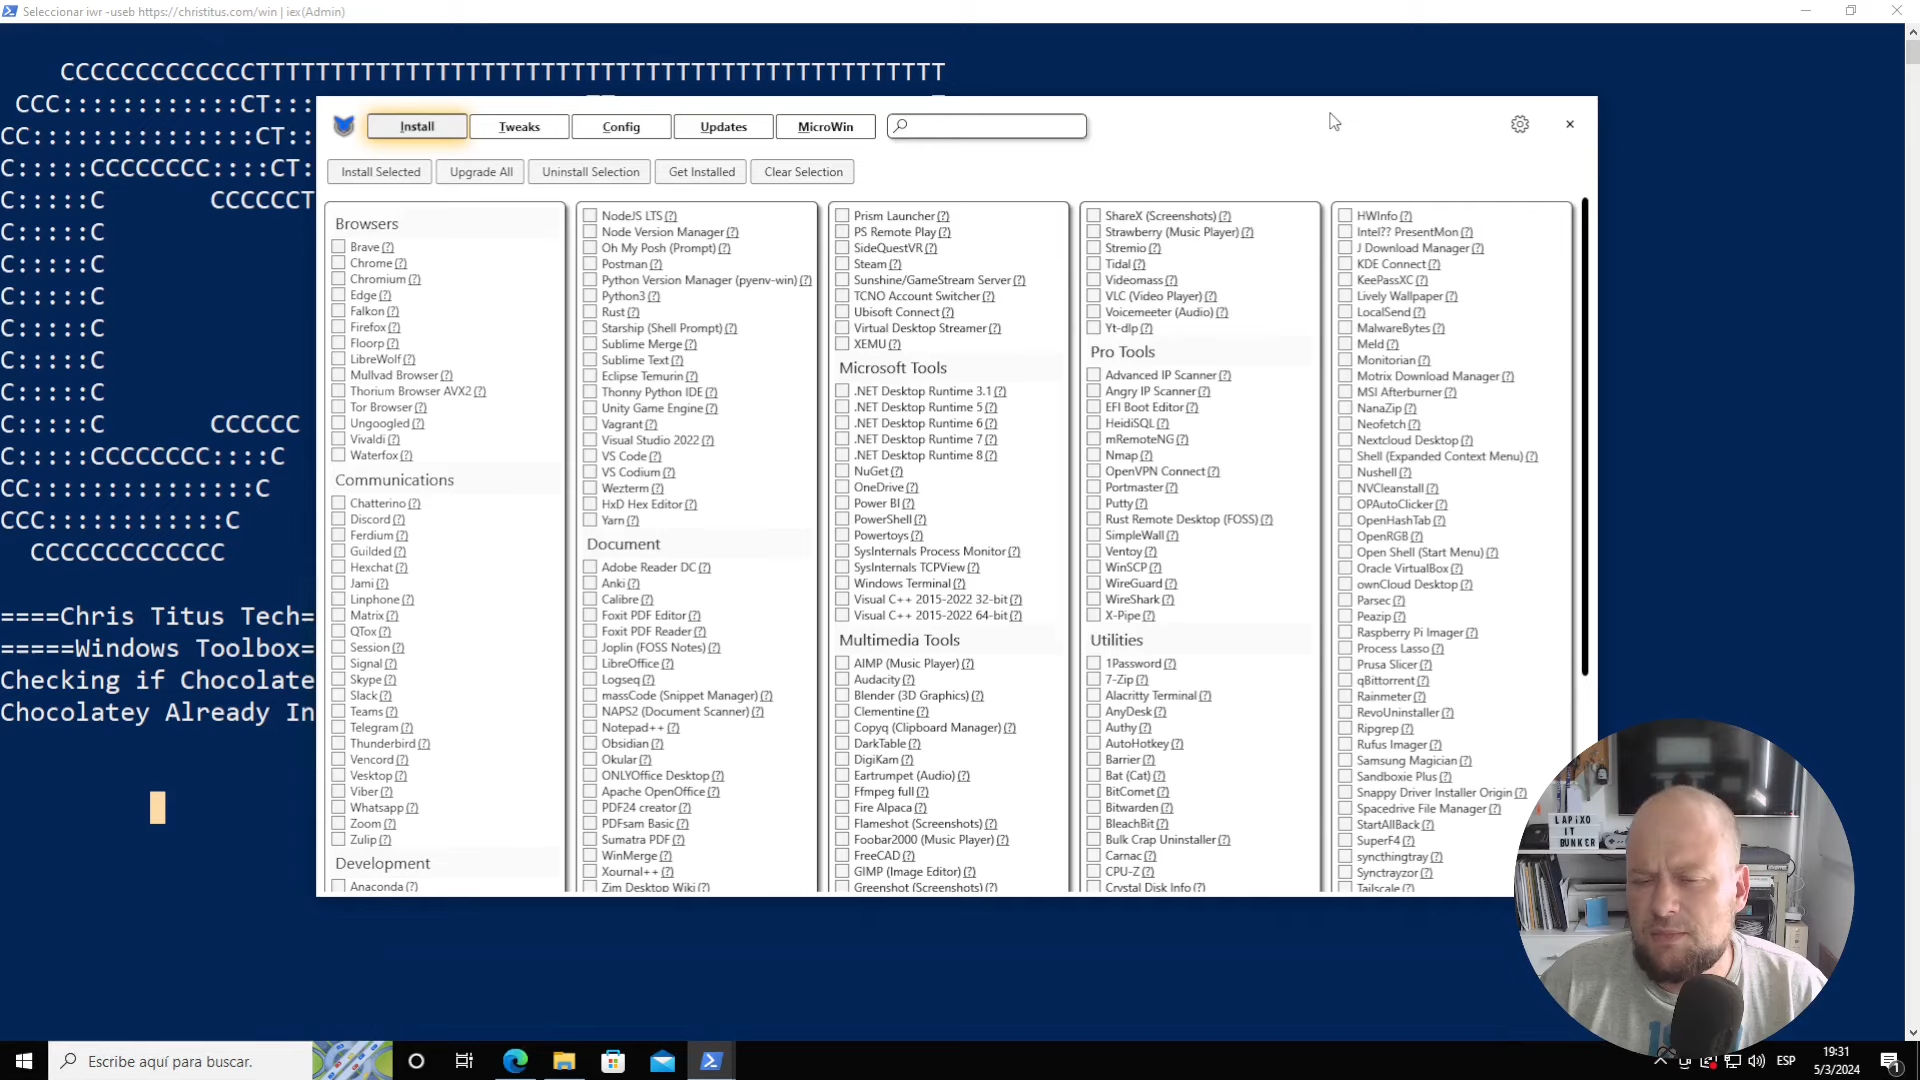 Seleccionar iwr -useb https://christitus.com/win | iex(Admin)
CCCCCCCCCCCCCTTTTTTTTTTTTTTTTTTTTTTTTTTTTTTTTTTTTTTTTTTTTTT
CCC::::::::::::CT:::
CC:::::::::::::::CT::
C:::::CCCCCCCC::::CT:
C:::::C       CCCCCCT
C:::::C
C:::::C
C:::::C
C:::::C
C:::::C
C:::::C
C:::::C       CCCCCC
C:::::CCCCCCCC::::C
CC:::::::::::::::C
CCC::::::::::::C
CCCCCCCCCCCCC
====Chris Titus Tech=
=====Windows Toolbox=
Checking if Chocolate
Chocolatey Already In
Install
Tweaks
Config
Updates
MicroWin
Install Selected
Upgrade All
Uninstall Selection
Get Installed
Clear Selection
Browsers
Brave (?)
Chrome (?)
Chromium (?)
Edge (?)
Falkon (?)
Firefox (?)
Floorp (?)
LibreWolf (?)
Mullvad Browser (?)
Thorium Browser AVX2 (?)
Tor Browser (?)
Ungoogled (?)
Vivaldi (?)
Waterfox (?)
Communications
Chatterino (?)
Discord (?)
Ferdium (?)
Guilded (?)
Hexchat (?)
Jami (?)
Linphone (?)
Matrix (?)
QTox (?)
Session (?)
Signal (?)
Skype (?)
Slack (?)
Teams (?)
Telegram (?)
Thunderbird (?)
Vencord (?)
Vesktop (?)
Viber (?)
Whatsapp (?)
Zoom (?)
Zulip (?)
Development
Anaconda (?)
NodeJS LTS (?)
Node Version Manager (?)
Oh My Posh (Prompt) (?)
Postman (?)
Python Version Manager (pyenv-win) (?)
Python3 (?)
Rust (?)
Starship (Shell Prompt) (?)
Sublime Merge (?)
Sublime Text (?)
Eclipse Temurin (?)
Thonny Python IDE (?)
Unity Game Engine (?)
Vagrant (?)
Visual Studio 2022 (?)
VS Code (?)
VS Codium (?)
Wezterm (?)
HxD Hex Editor (?)
Yarn (?)
Document
Adobe Reader DC (?)
Anki (?)
Calibre (?)
Foxit PDF Editor (?)
Foxit PDF Reader (?)
Joplin (FOSS Notes) (?)
LibreOffice (?)
Logseq (?)
massCode (Snippet Manager) (?)
NAPS2 (Document Scanner) (?)
Notepad++ (?)
Obsidian (?)
Okular (?)
ONLYOffice Desktop (?)
Apache OpenOffice (?)
PDF24 creator (?)
PDFsam Basic (?)
Sumatra PDF (?)
WinMerge (?)
Xournal++ (?)
Zim Desktop Wiki (?)
Prism Launcher (?)
PS Remote Play (?)
SideQuestVR (?)
Steam (?)
Sunshine/GameStream Server (?)
TCNO Account Switcher (?)
Ubisoft Connect (?)
Virtual Desktop Streamer (?)
XEMU (?)
Microsoft Tools
.NET Desktop Runtime 3.1 (?)
.NET Desktop Runtime 5 (?)
.NET Desktop Runtime 6 (?)
.NET Desktop Runtime 7 (?)
.NET Desktop Runtime 8 (?)
NuGet (?)
OneDrive (?)
Power BI (?)
PowerShell (?)
Powertoys (?)
SysInternals Process Monitor (?)
SysInternals TCPView (?)
Windows Terminal (?)
Visual C++ 2015-2022 32-bit (?)
Visual C++ 2015-2022 64-bit (?)
Multimedia Tools
AIMP (Music Player) (?)
Audacity (?)
Blender (3D Graphics) (?)
Clementine (?)
Copyq (Clipboard Manager) (?)
DarkTable (?)
DigiKam (?)
Eartrumpet (Audio) (?)
Ffmpeg full (?)
Fire Alpaca (?)
Flameshot (Screenshots) (?)
Foobar2000 (Music Player) (?)
FreeCAD (?)
GIMP (Image Editor) (?)
Greenshot (Screenshots) (?)
ShareX (Screenshots) (?)
Strawberry (Music Player) (?)
Stremio (?)
Tidal (?)
Videomass (?)
VLC (Video Player) (?)
Voicemeeter (Audio) (?)
Yt-dlp (?)
Pro Tools
Advanced IP Scanner (?)
Angry IP Scanner (?)
EFI Boot Editor (?)
HeidiSQL (?)
mRemoteNG (?)
Nmap (?)
OpenVPN Connect (?)
Portmaster (?)
Putty (?)
Rust Remote Desktop (FOSS) (?)
SimpleWall (?)
Ventoy (?)
WinSCP (?)
WireGuard (?)
WireShark (?)
X-Pipe (?)
Utilities
1Password (?)
7-Zip (?)
Alacritty Terminal (?)
AnyDesk (?)
Authy (?)
AutoHotkey (?)
Barrier (?)
Bat (Cat) (?)
BitComet (?)
Bitwarden (?)
BleachBit (?)
Bulk Crap Uninstaller (?)
Carnac (?)
CPU-Z (?)
Crystal Disk Info (?)
HWInfo (?)
Intel?? PresentMon (?)
J Download Manager (?)
KDE Connect (?)
KeePassXC (?)
Lively Wallpaper (?)
LocalSend (?)
MalwareBytes (?)
Meld (?)
Monitorian (?)
Motrix Download Manager (?)
MSI Afterburner (?)
NanaZip (?)
Neofetch (?)
Nextcloud Desktop (?)
Shell (Expanded Context Menu) (?)
Nushell (?)
NVCleanstall (?)
OPAutoClicker (?)
OpenHashTab (?)
OpenRGB (?)
Open Shell (Start Menu) (?)
Oracle VirtualBox (?)
ownCloud Desktop (?)
Parsec (?)
Peazip (?)
Raspberry Pi Imager (?)
Process Lasso (?)
Prusa Slicer (?)
qBittorrent (?)
Rainmeter (?)
RevoUninstaller (?)
Ripgrep (?)
Rufus Imager (?)
Samsung Magician (?)
Sandboxie Plus (?)
Snappy Driver Installer Origin (?)
Spacedrive File Manager (?)
StartAllBack (?)
SuperF4 (?)
syncthingtray (?)
Synctrayzor (?)
Tailscale (?)
LAPiXO
IT
BUNKER
Escribe aquí para buscar.
ESP
19:31
5/3/2024
1